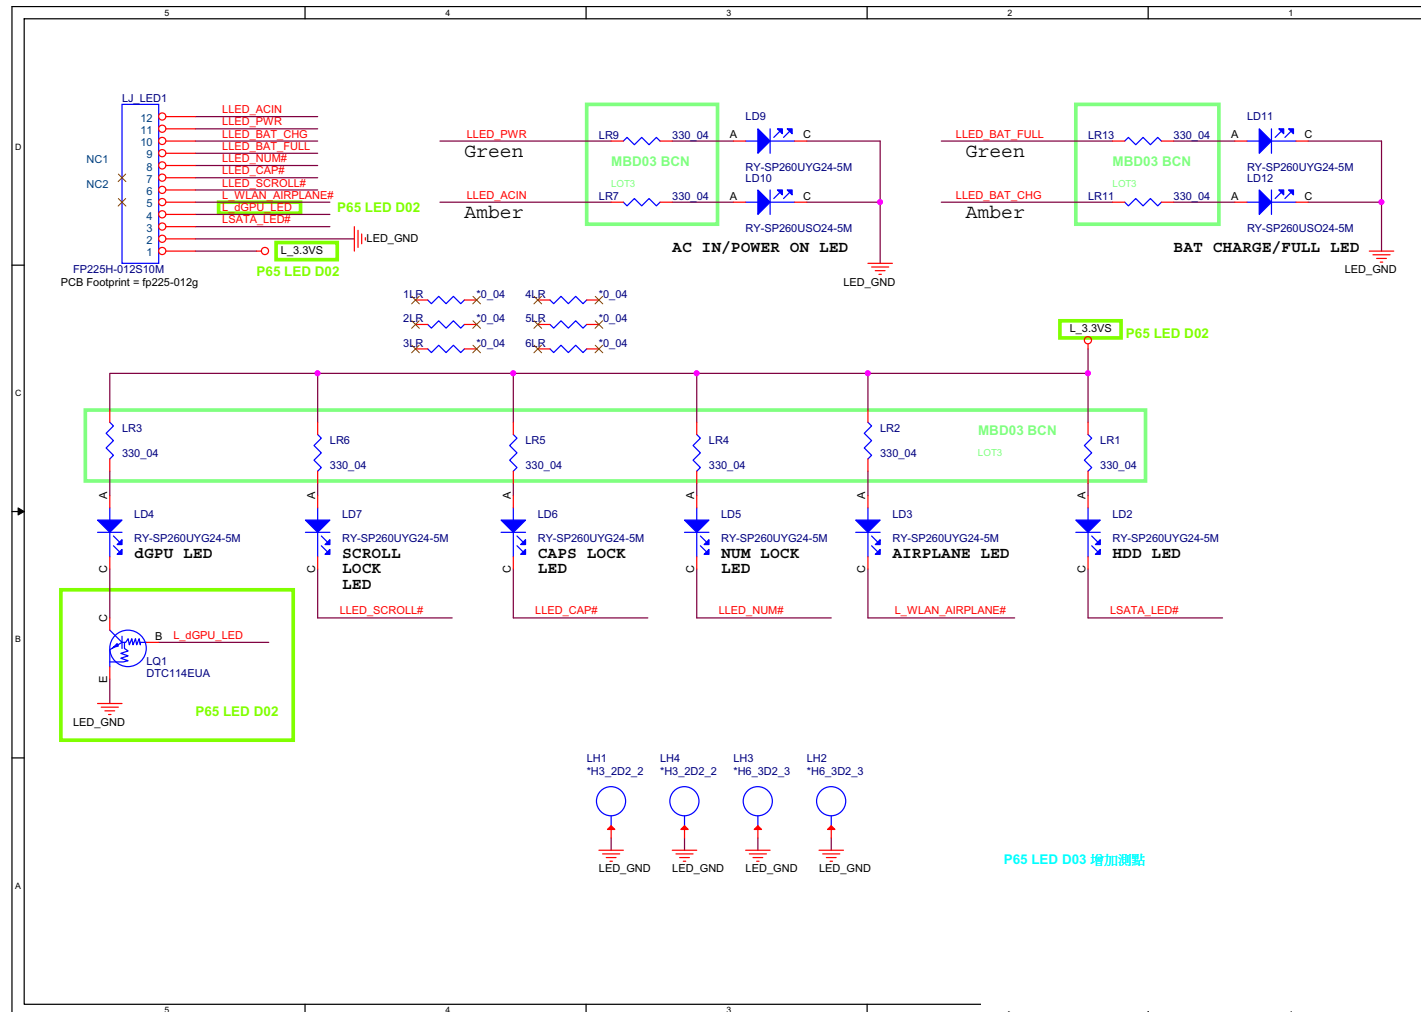 5 4 3 2 1
LJ_LED1
12 LLED_ACIN
11 LLED_PWR
10 LLED_BAT_CHG
9 LLED_BAT_FULL
8 LLED_NUM#
7 LLED_CAP#
6 LLED_SCROLL#
5 L_WLAN_AIRPLANE#
4 L_dGPU_LED
3 LSATA_LED#
2 LED_GND
1 L_3.3VS
NC1
NC2
P65 LED D02
P65 LED D02
FP225H-012S10M
PCB Footprint = fp225-012g
LLED_PWR
Green
LR9 330_04 A C
LD9
MBD03 BCN
LOT3
RY-SP260UYG24-5M
LD10
LLED_ACIN
Amber
LR7 330_04 A C
RY-SP260USO24-5M
AC IN/POWER ON LED
LED_GND
LLED_BAT_FULL
Green
LR13 330_04 A C
LD11
MBD03 BCN
LOT3
RY-SP260UYG24-5M
LD12
LLED_BAT_CHG
Amber
LR11 330_04 A C
RY-SP260USO24-5M
BAT CHARGE/FULL LED
LED_GND
1LR *0_04 4LR *0_04
2LR *0_04 5LR *0_04
3LR *0_04 6LR *0_04
L_3.3VS
P65 LED D02
MBD03 BCN
LOT3
LR3
330_04
LR6
330_04
LR5
330_04
LR4
330_04
LR2
330_04
LR1
330_04
A
LD4
RY-SP260UYG24-5M
dGPU LED
C
A
LD7
RY-SP260UYG24-5M
SCROLL
LOCK
LED
C
LLED_SCROLL#
A
LD6
RY-SP260UYG24-5M
CAPS LOCK
LED
C
LLED_CAP#
A
LD5
RY-SP260UYG24-5M
NUM LOCK
LED
C
LLED_NUM#
A
LD3
RY-SP260UYG24-5M
AIRPLANE LED
C
L_WLAN_AIRPLANE#
A
LD2
RY-SP260UYG24-5M
HDD LED
C
LSATA_LED#
C
B L_dGPU_LED
LQ1
DTC114EUA
E
LED_GND
P65 LED D02
LH1
*H3_2D2_2
LED_GND
LH4
*H3_2D2_2
LED_GND
LH3
*H6_3D2_3
LED_GND
LH2
*H6_3D2_3
LED_GND
P65 LED D03 增加測點
D
C
B
A
5 4 3